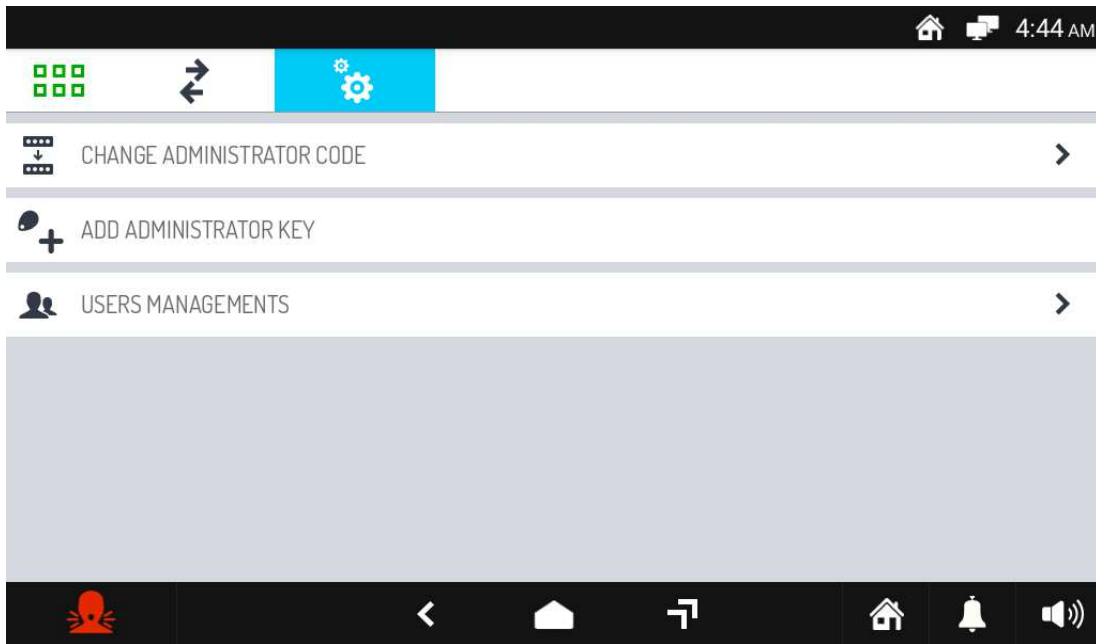 4:44 AM
CHANGE ADMINISTRATOR CODE
ADD ADMINISTRATOR KEY
USERS MANAGEMENTS